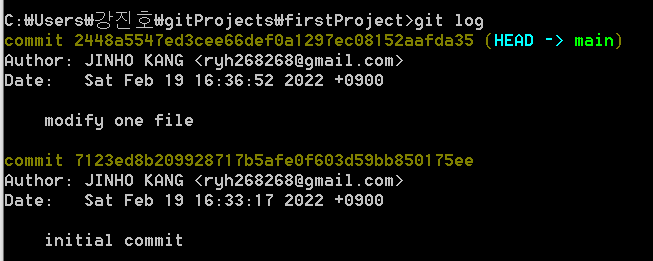 C:\Users\강진호\gitProjects\firstProject>git log
commit 2448a5547ed3cee66def0a1297ec08152aafda35 (HEAD -> main)
Author: JINHO KANG <ryh268268@gmail.com>
Date:   Sat Feb 19 16:36:52 2022 +0900
    modify one file
commit 7123ed8b209928717b5afe0f603d59bb850175ee
Author: JINHO KANG <ryh268268@gmail.com>
Date:   Sat Feb 19 16:33:17 2022 +0900
    initial commit